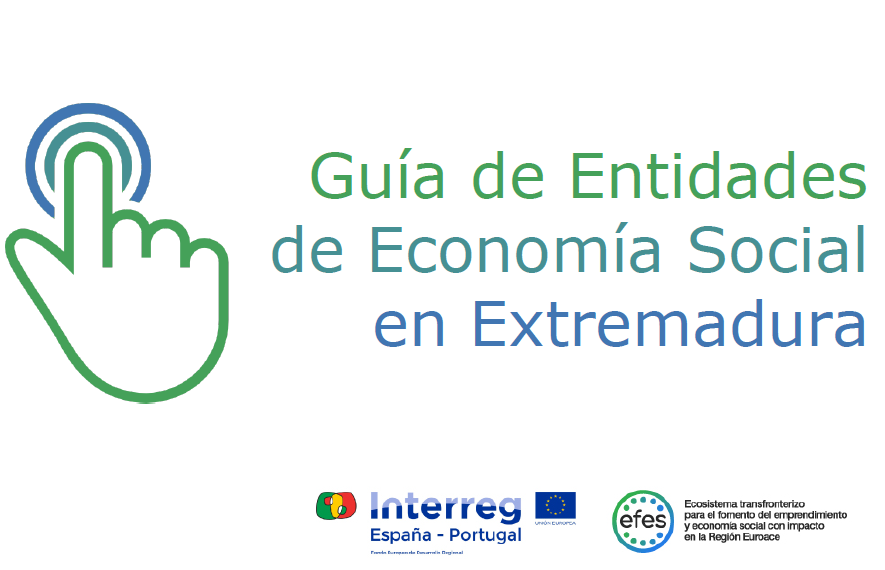 Guía de Entidades
de Economía Social
en Extremadura
Interreg
España - Portugal
Fondo Europeo de Desarrollo Regional
UNIÓN EUROPEA
efes
Ecosistema transfronterizo
para el fomento del emprendimiento
y economía social con impacto
en la Región Euroace